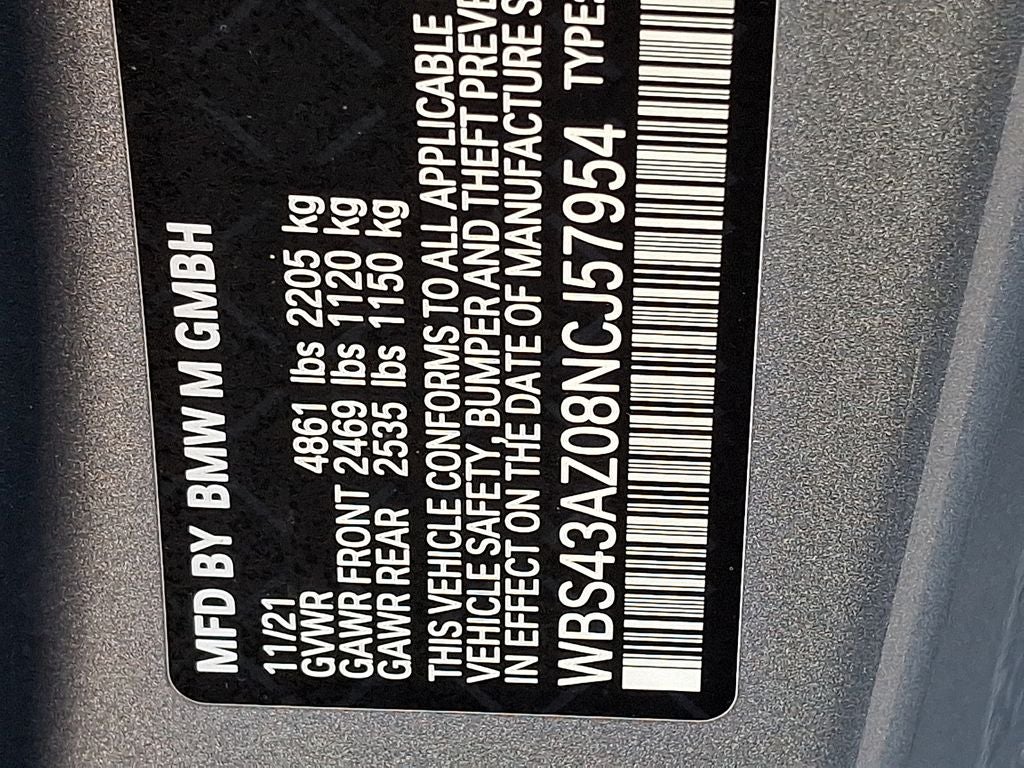 MFD BY BMW M GMBH
11/21
GVWR 4861 lbs 2205 kg
GAWR FRONT 2469 lbs 1120 kg
GAWR REAR 2535 lbs 1150 kg
THIS VEHICLE CONFORMS TO ALL APPLICABLE
VEHICLE SAFETY, BUMPER AND THEFT PREVE
IN EFFECT ON THE DATE OF MANUFACTURE S
WBS43AZ08NCJ57954 TYPE